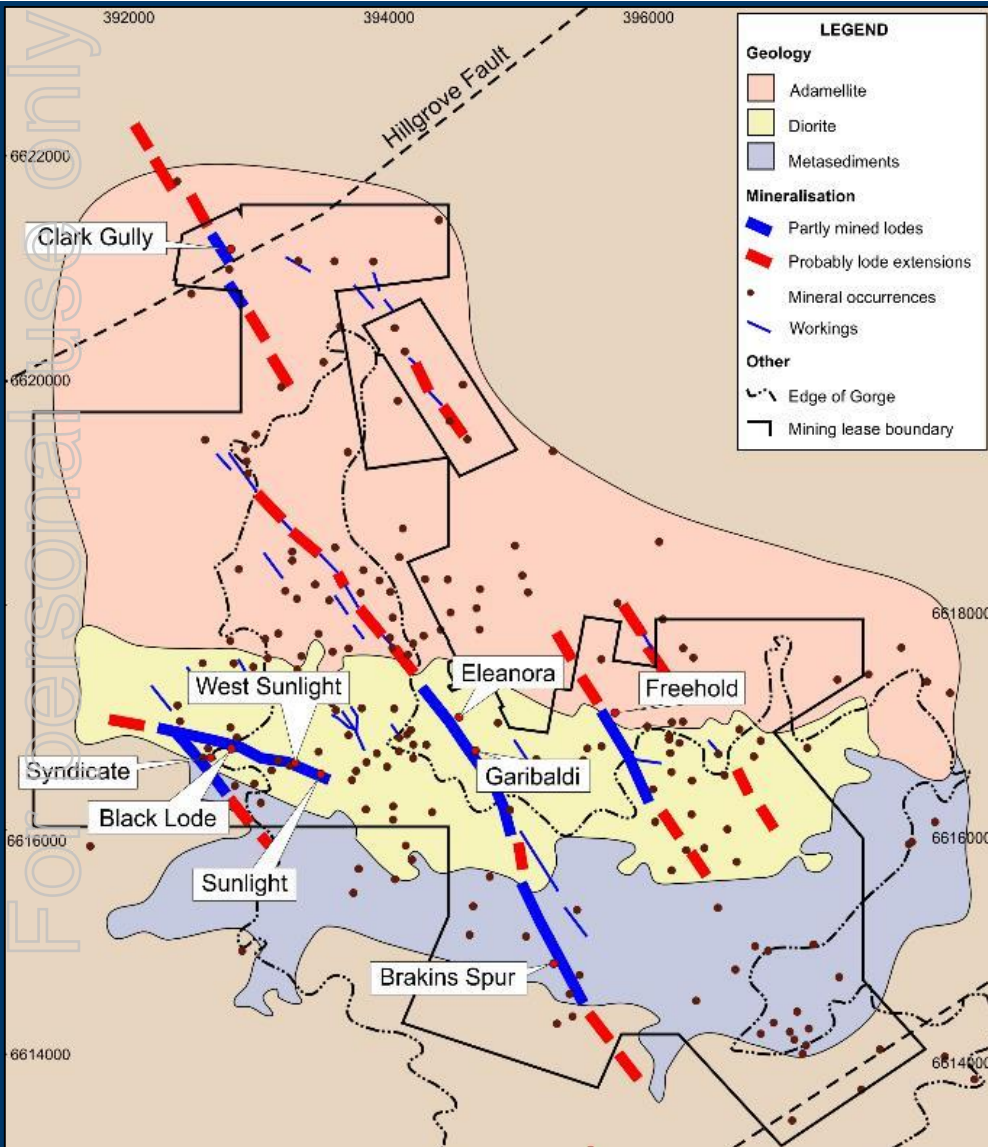 392000
394000
396000
For personal use only
Hillgrove Fault
LEGEND
Geology
Adamellite
Diorite
Metasediments
Mineralisation
Partly mined lodes
Probably lode extensions
Mineral occurrences
Workings
Other
Edge of Gorge
Mining lease boundary
6622000
Clark Gully
6620000
6618000
West Sunlight
Eleanora
Freehold
Syndicate
Garibaldi
Black Lode
6616000
6616000
Sunlight
Brakins Spur
6614000
6614000